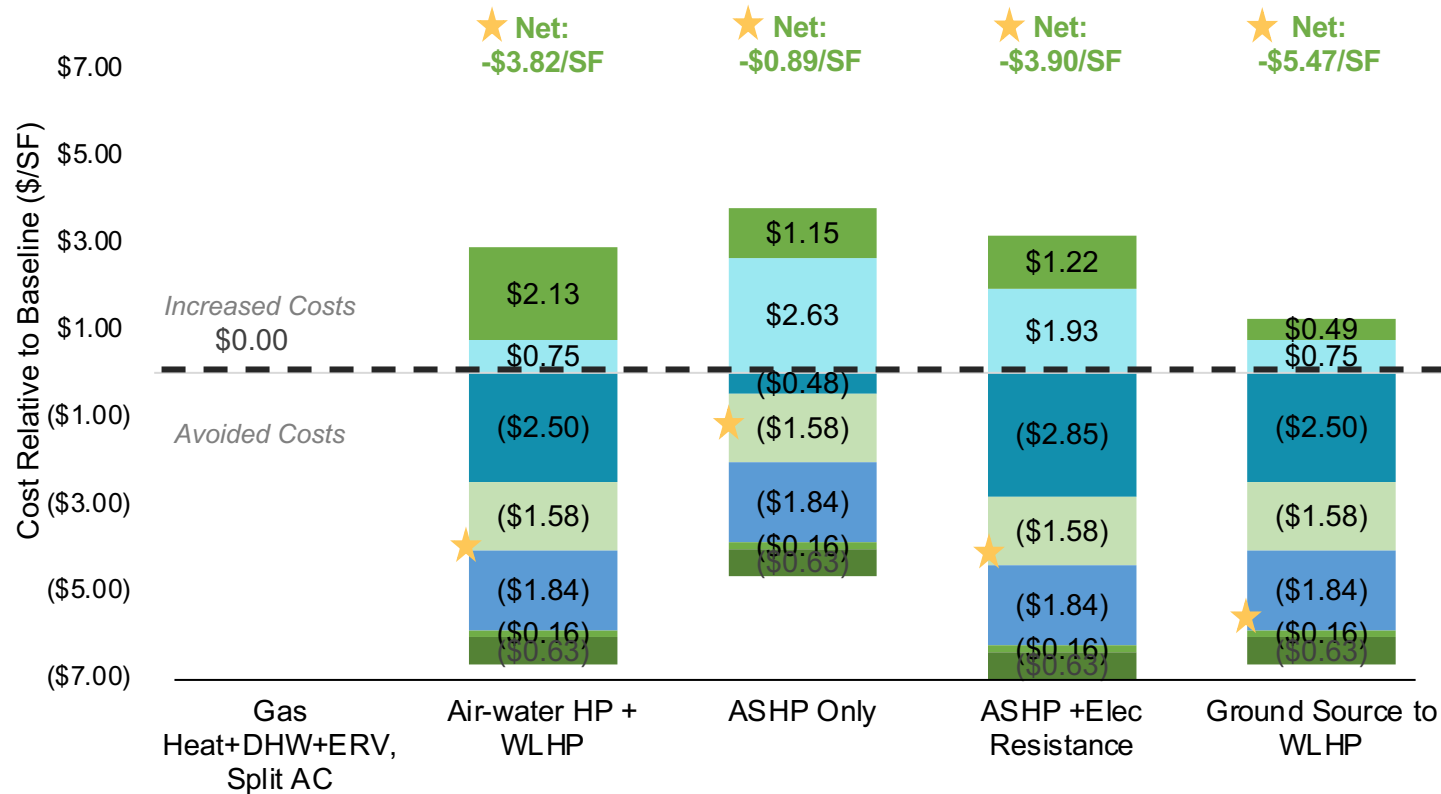 Net:
-$3.82/SF
Net:
-$0.89/SF
Net:
-$3.90/SF
Net:
-$5.47/SF
Cost Relative to Baseline ($/SF)
$7.00
$5.00
$3.00
$1.00
($1.00)
($3.00)
($5.00)
($7.00)
Increased Costs
$0.00
Avoided Costs
$2.13
$0.75
($2.50)
($1.58)
($1.84)
($0.16)
($0.63)
$1.15
$2.63
($0.48)
($1.58)
($1.84)
($0.16)
($0.63)
$1.22
$1.93
($2.85)
($1.58)
($1.84)
($0.16)
($0.63)
$0.49
$0.75
($2.50)
($1.58)
($1.84)
($0.16)
($0.63)
Gas
Heat+DHW+ERV,
Split AC
Air-water HP +
WLHP
ASHP Only
ASHP +Elec
Resistance
Ground Source to
WLHP